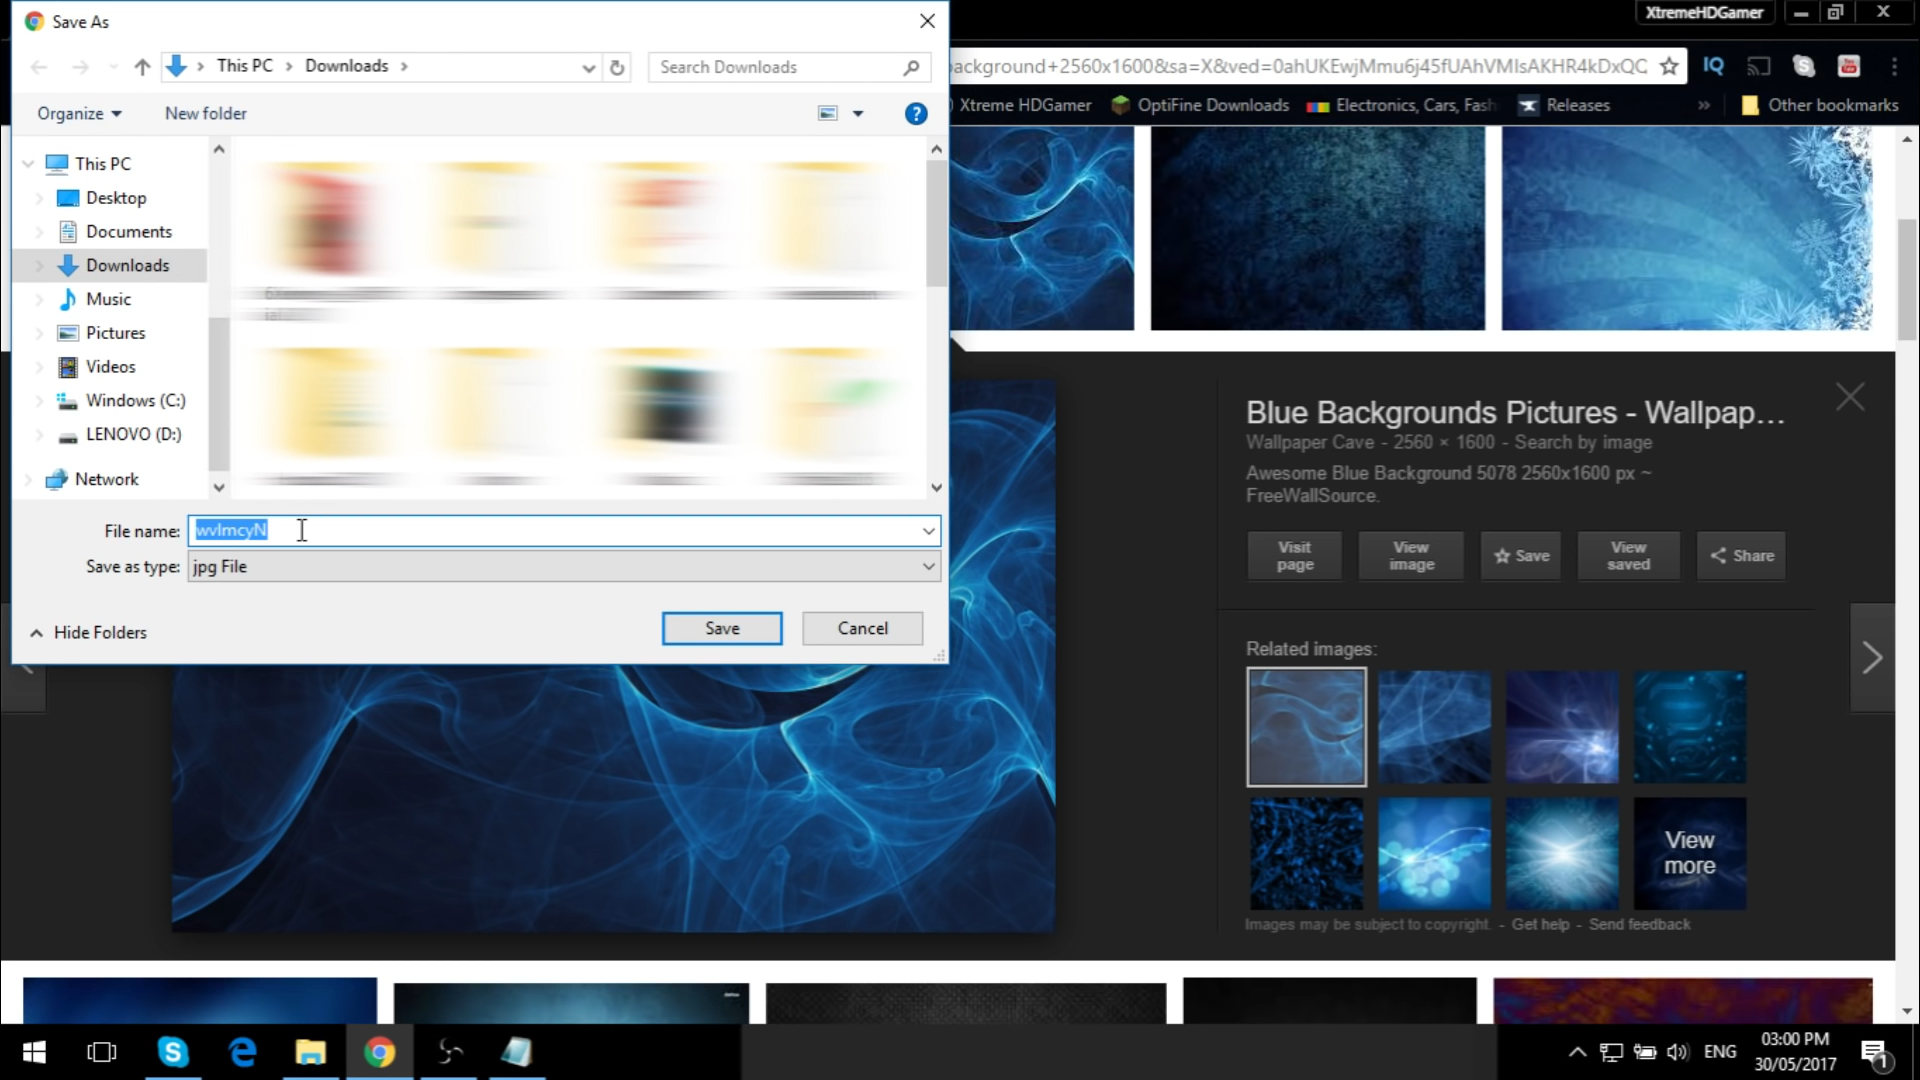 Save As
XtremeHDGamer
This PC
Downloads
Search Downloads
ackground+2560x1600&sa=X&ved=0ahUKEwjMmu6j45fUAhVMIsAKHR4kDxQC
IQ
Organize
New folder
?
Xtreme HDGamer
OptiFine Downloads
Electronics, Cars, Fash
Releases
»
Other bookmarks
This PC
Desktop
Documents
Downloads
Music
Pictures
Videos
Windows (C:)
LENOVO (D:)
Network
File name:
wvlmcyN
Save as type:
jpg File
Hide Folders
Save
Cancel
Blue Backgrounds Pictures - Wallpap...
Wallpaper Cave - 2560 × 1600 - Search by image
Awesome Blue Background 5078 2560x1600 px ~
FreeWallSource.
Visit page
View image
Save
View saved
Share
Related images:
View more
Images may be subject to copyright. - Get help - Send feedback
ENG
03:00 PM
30/05/2017
1